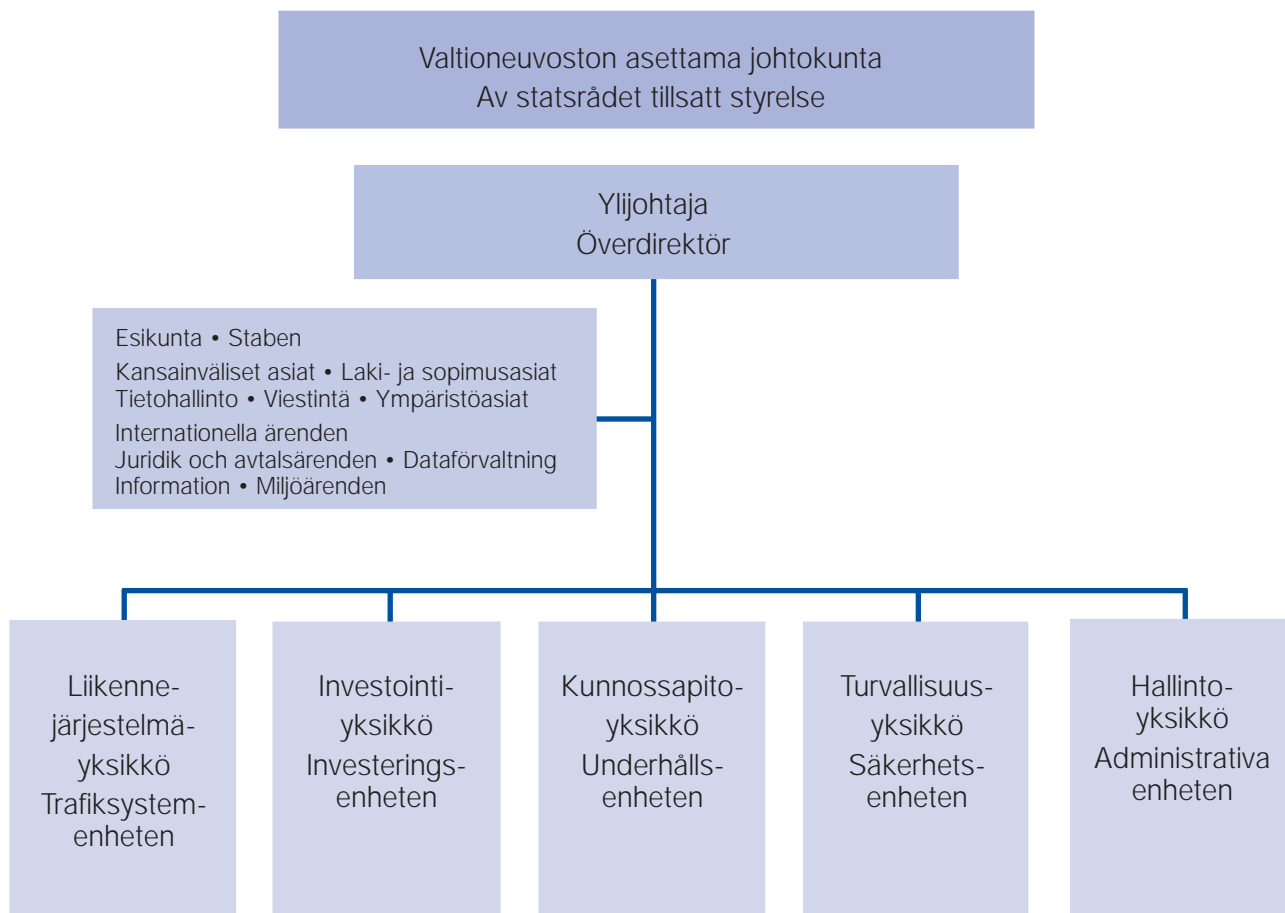 Valtioneuvoston asettama johtokunta
Av statsrådet tillsatt styrelse
Ylijohtaja
Överdirektör
Esikunta • Staben
Kansainväliset asiat • Laki- ja sopimusasiat
Tietohallinto • Viestintä • Ympäristöasiat
Internationella ärenden
Juridik och avtalsärenden • Dataförvaltning
Information • Miljöärenden
Liikenne-
järjestelmä-
yksikkö
Trafiksystem-
enheten
Investointi-
yksikkö
Investerings-
enheten
Kunnossapito-
yksikkö
Underhålls-
enheten
Turvallisuus-
yksikkö
Säkerhets-
enheten
Hallinto-
yksikkö
Administrativa
enheten